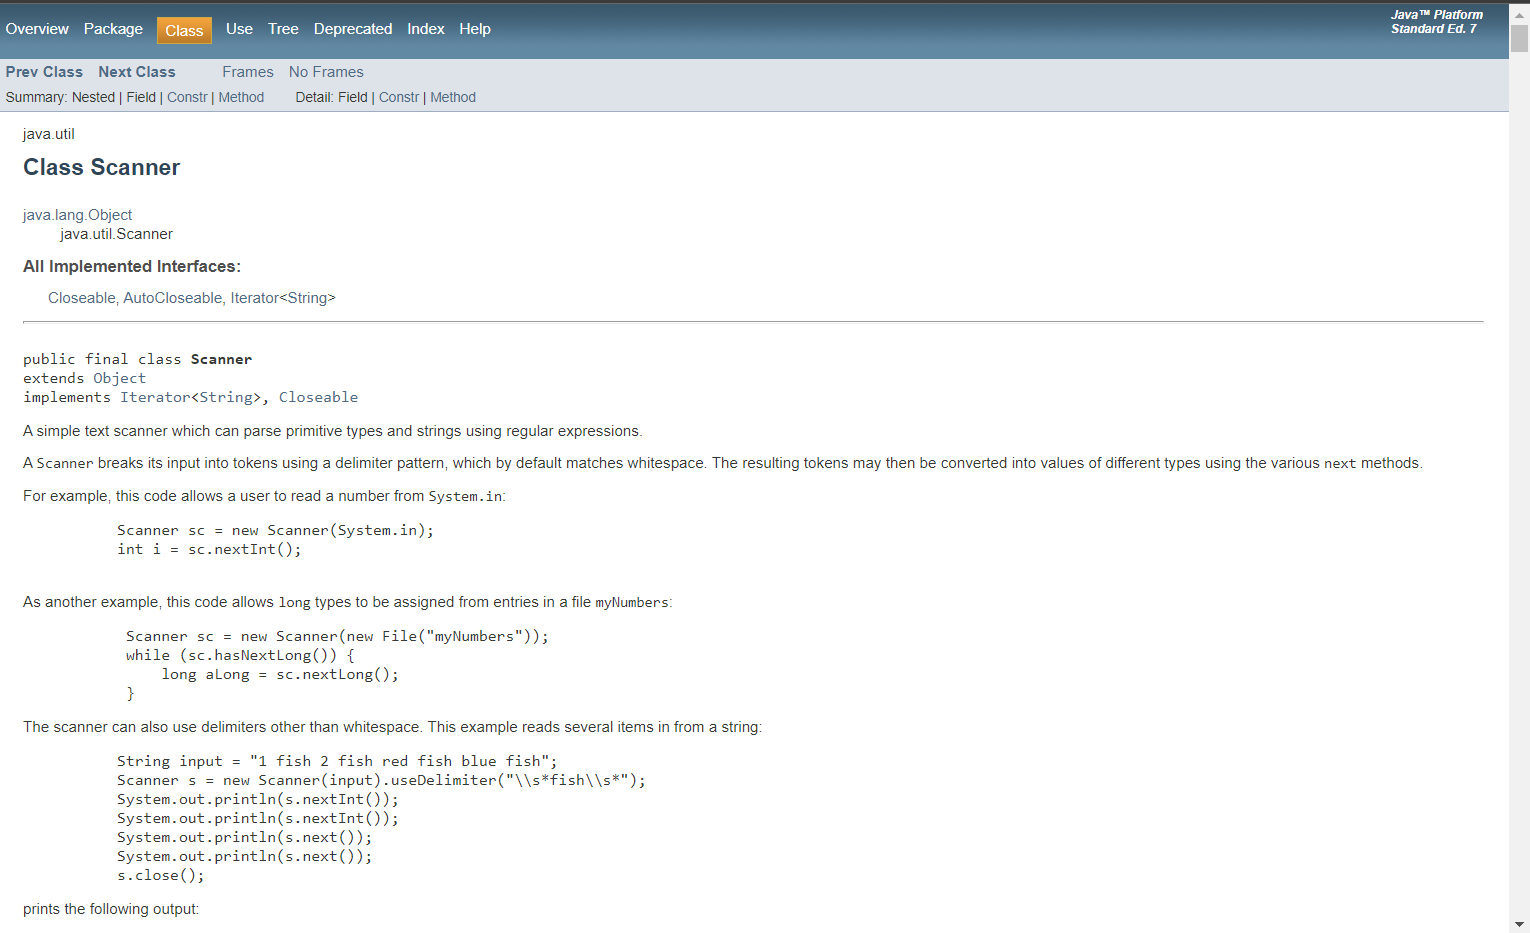 Overview Package Class Use Tree Deprecated Index Help
Java™ Platform
Standard Ed. 7
Prev Class Next Class Frames No Frames
Summary: Nested | Field | Constr | Method Detail: Field | Constr | Method
java.util
Class Scanner
java.lang.Object
java.util.Scanner
All Implemented Interfaces:
Closeable, AutoCloseable, Iterator<String>
public final class Scanner
extends Object
implements Iterator<String>, Closeable
A simple text scanner which can parse primitive types and strings using regular expressions.
A Scanner breaks its input into tokens using a delimiter pattern, which by default matches whitespace. The resulting tokens may then be converted into values of different types using the various next methods.
For example, this code allows a user to read a number from System.in:
Scanner sc = new Scanner(System.in);
int i = sc.nextInt();
As another example, this code allows long types to be assigned from entries in a file myNumbers:
Scanner sc = new Scanner(new File("myNumbers"));
while (sc.hasNextLong()) {
long aLong = sc.nextLong();
}
The scanner can also use delimiters other than whitespace. This example reads several items in from a string:
String input = "1 fish 2 fish red fish blue fish";
Scanner s = new Scanner(input).useDelimiter("\\s*fish\\s*");
System.out.println(s.nextInt());
System.out.println(s.nextInt());
System.out.println(s.next());
System.out.println(s.next());
s.close();
prints the following output: